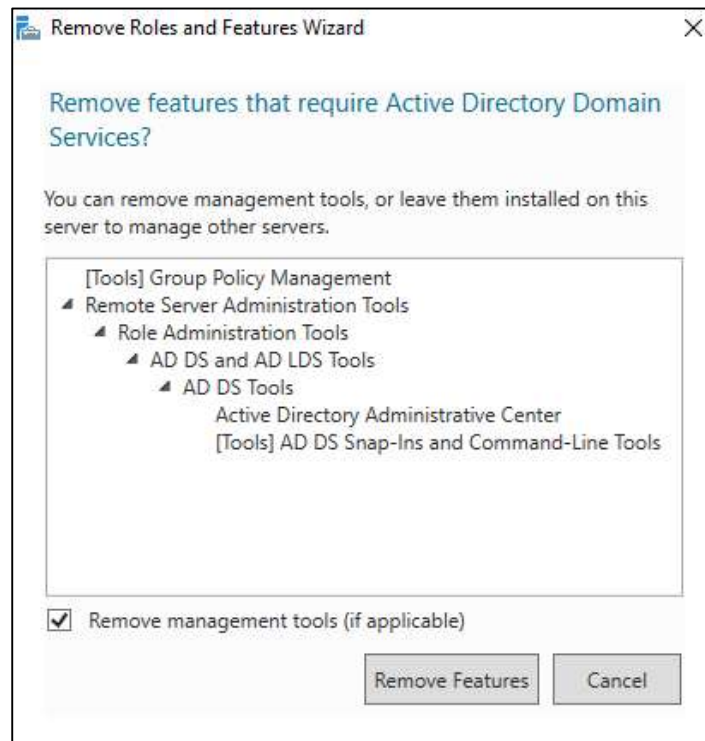 Remove Roles and Features Wizard
Remove features that require Active Directory Domain
Services?
You can remove management tools, or leave them installed on this
server to manage other servers.
[Tools] Group Policy Management
Remote Server Administration Tools
Role Administration Tools
AD DS and AD LDS Tools
AD DS Tools
Active Directory Administrative Center
[Tools] AD DS Snap-Ins and Command-Line Tools
Remove management tools (if applicable)
Remove Features
Cancel